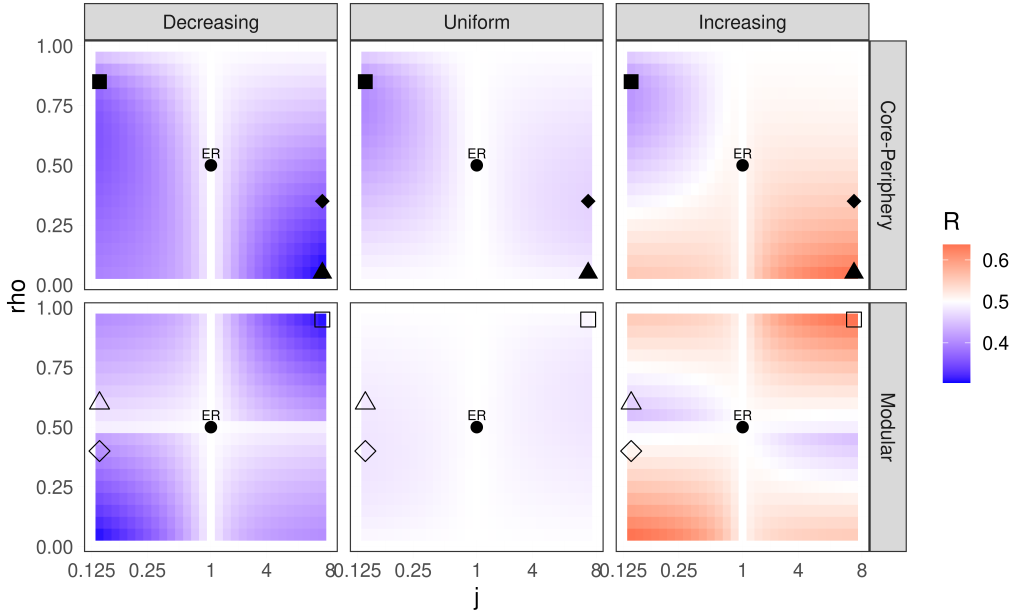 Decreasing Uniform Increasing
1.00
0.75
0.50
0.25
0.00
ER ER ER
Core-Periphery
1.00
0.75
0.50
0.25
0.00
ER ER ER
Modular
rho
0.125 0.25 1 4 8 0.125 0.25 1 4 8 0.125 0.25 1 4 8
j
R
0.6
0.5
0.4